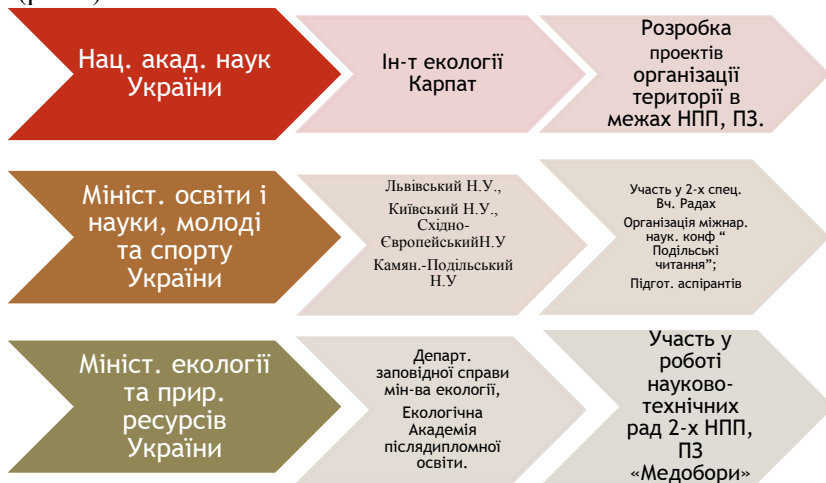 Нац. акад. наук
України
Ін-т екології
Карпат
Розробка
проектів
організації
території в
межах НПП, ПЗ.
Мініст. освіти і
науки, молоді
та спорту
України
Львівський Н.У.,
Київський Н.У.,
Східно-
ЄвропейськийН.У
Камян.-Подільський
Н.У
Участь у 2-х спец.
Вч. Радах
Організація міжнар.
наук. конф “
Подільські
читання”;
Підгот. аспірантів
Мініст. екології
та прир.
ресурсів
України
Департ.
заповідної справи
мін-ва екології,
Екологічна
Академія
післядипломної
освіти.
Участь у
роботі
науково-
технічних
рад 2-х НПП,
ПЗ
«Медобори»